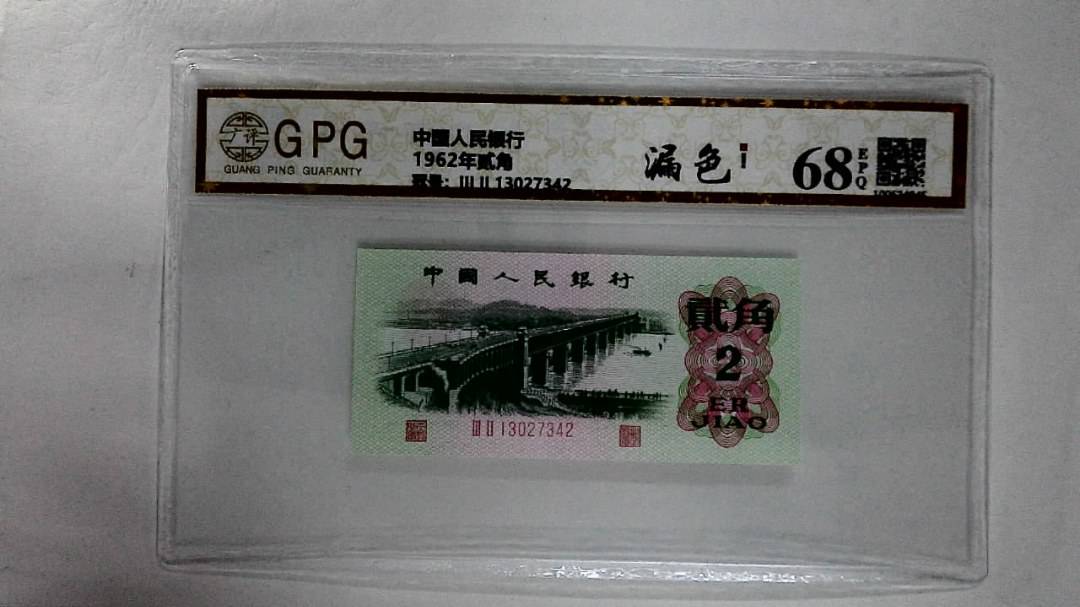 GPG
GUANG PING GUARANTY
中國人民银行
1962年贰角
冠号: III II 13027342
漏色
68
EPQ
中國人民銀行
貳角
2
ER
JIAO
III II 13027342